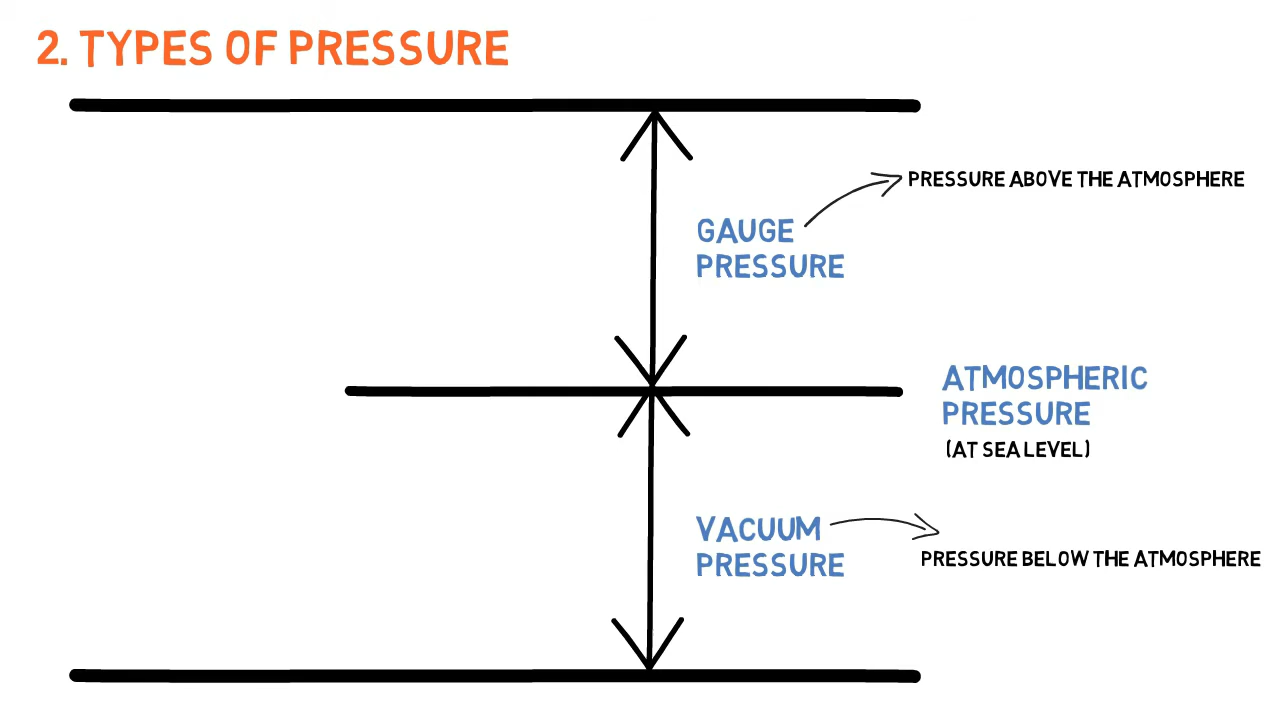 2. TYPES OF PRESSURE
PRESSURE ABOVE THE ATMOSPHERE
GAUGE
PRESSURE
ATMOSPHERIC
PRESSURE
(AT SEA LEVEL)
VACUUM
PRESSURE
PRESSURE BELOW THE ATMOSPHERE